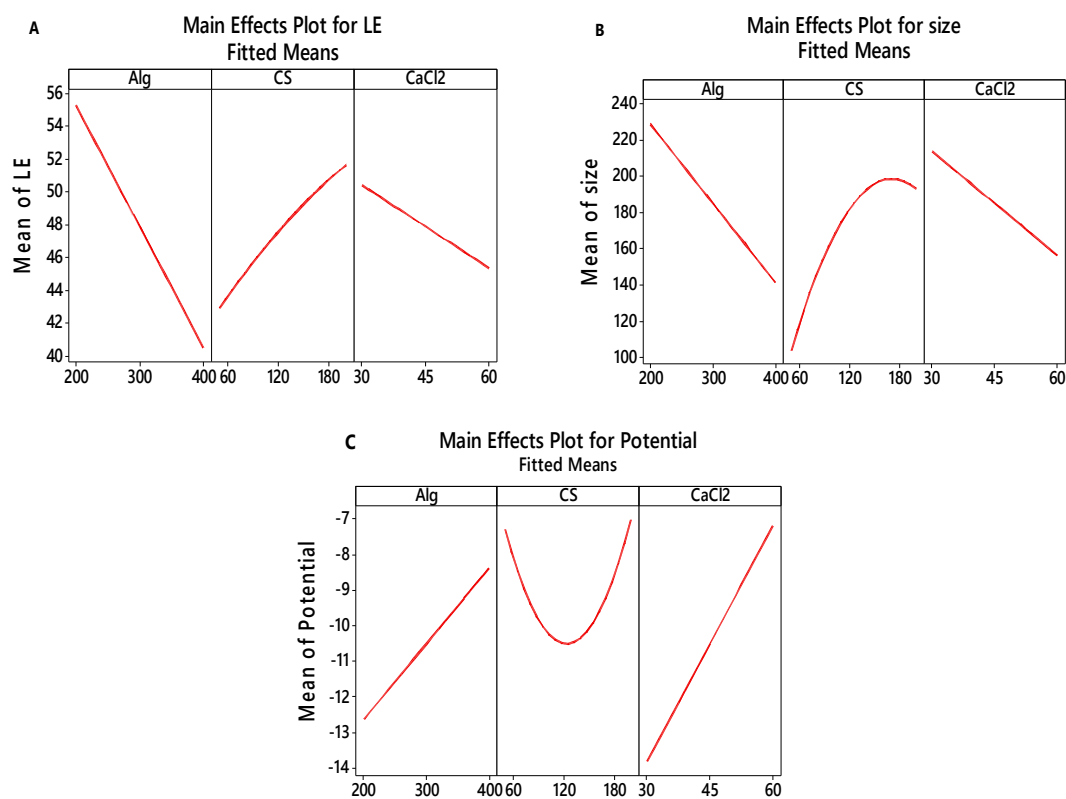 A
Main Effects Plot for LE
Fitted Means
Alg CS CaCl2
Mean of LE
56
54
52
50
48
46
44
42
40
200 300 400 60 120 180 30 45 60
B
Main Effects Plot for size
Fitted Means
Alg CS CaCl2
Mean of size
240
220
200
180
160
140
120
100
200 300 400 60 120 180 30 45 60
C
Main Effects Plot for Potential
Fitted Means
Alg CS CaCl2
Mean of Potential
-7
-8
-9
-10
-11
-12
-13
-14
200 300 400 60 120 180 30 45 60